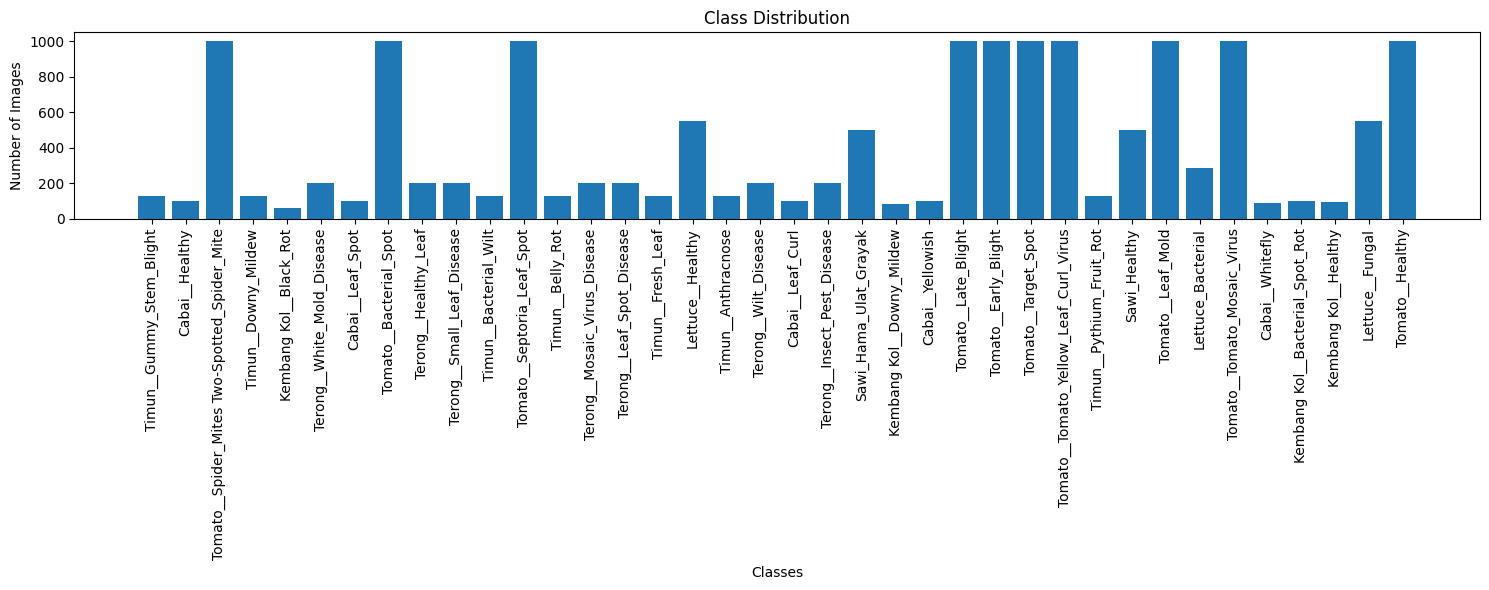 Class Distribution
Number of Images
1000
800
600
400
200
0
Timun__Gummy_Stem_Blight
Cabai__Healthy
Tomato__Spider_Mites Two-Spotted_Spider_Mite
Timun__Downy_Mildew
Kembang Kol__Black_Rot
Terong__White_Mold_Disease
Cabai__Leaf_Spot
Tomato__Bacterial_Spot
Terong__Healthy_Leaf
Terong__Small_Leaf_Disease
Timun__Bacterial_Wilt
Tomato__Septoria_Leaf_Spot
Timun__Belly_Rot
Terong__Mosaic_Virus_Disease
Terong__Leaf_Spot_Disease
Timun__Fresh_Leaf
Lettuce__Healthy
Timun__Anthracnose
Terong__Wilt_Disease
Cabai__Leaf_Curl
Terong__Insect_Pest_Disease
Sawi_Hama_Ulat_Grayak
Kembang Kol__Downy_Mildew
Cabai__Yellowish
Tomato__Late_Blight
Tomato__Early_Blight
Tomato__Target_Spot
Tomato__Tomato_Yellow_Leaf_Curl_Virus
Timun__Pythium_Fruit_Rot
Sawi_Healthy
Tomato__Leaf_Mold
Lettuce_Bacterial
Tomato__Tomato_Mosaic_Virus
Cabai__Whitefly
Kembang Kol__Bacterial_Spot_Rot
Kembang Kol__Healthy
Lettuce__Fungal
Tomato__Healthy
Classes